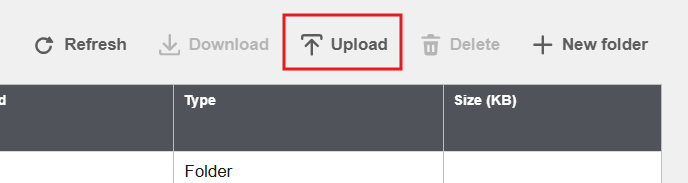 Refresh Download Upload Delete New folder
d Type Size (KB)
Folder